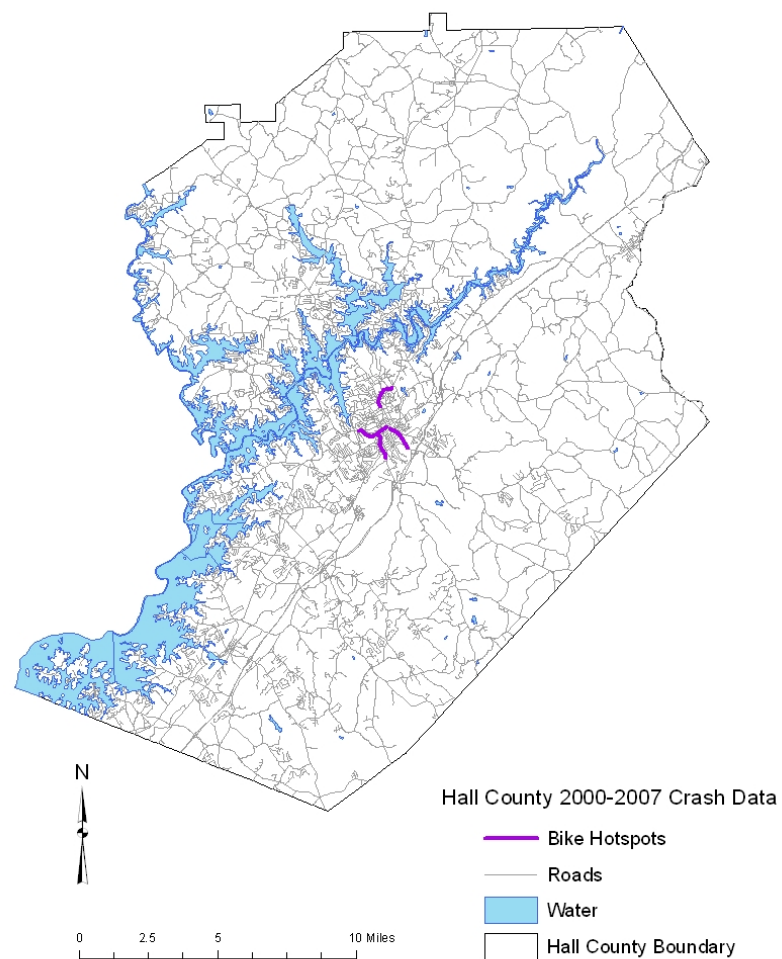 N
Hall County 2000-2007 Crash Data
Bike Hotspots
Roads
Water
0 2.5 5 10 Miles
Hall County Boundary